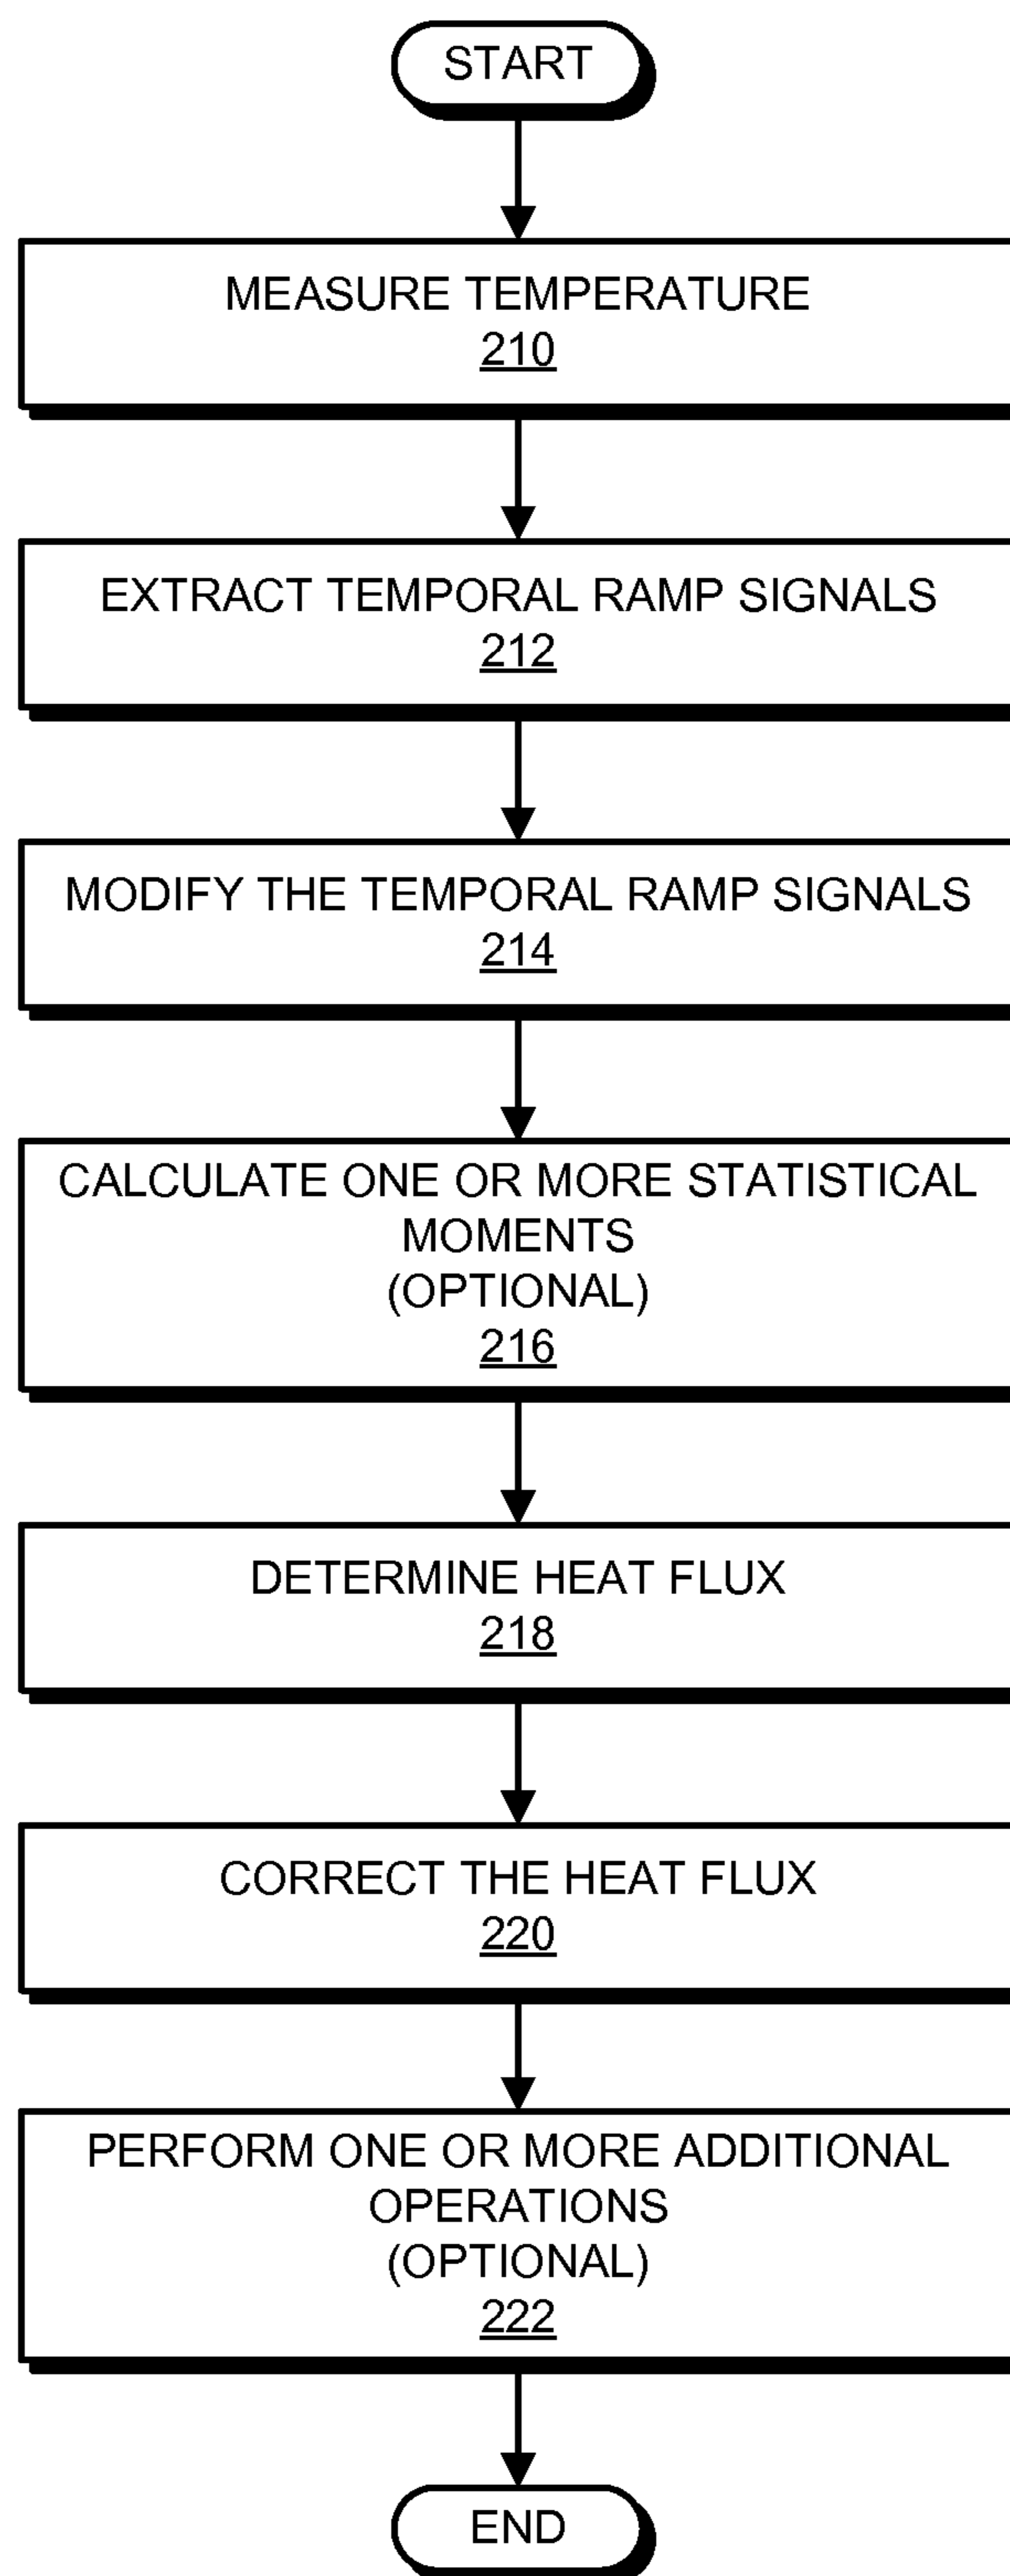 START
MEASURE TEMPERATURE
210
EXTRACT TEMPORAL RAMP SIGNALS
212
MODIFY THE TEMPORAL RAMP SIGNALS
214
CALCULATE ONE OR MORE STATISTICAL
MOMENTS
(OPTIONAL)
216
DETERMINE HEAT FLUX
218
CORRECT THE HEAT FLUX
220
PERFORM ONE OR MORE ADDITIONAL
OPERATIONS
(OPTIONAL)
222
END